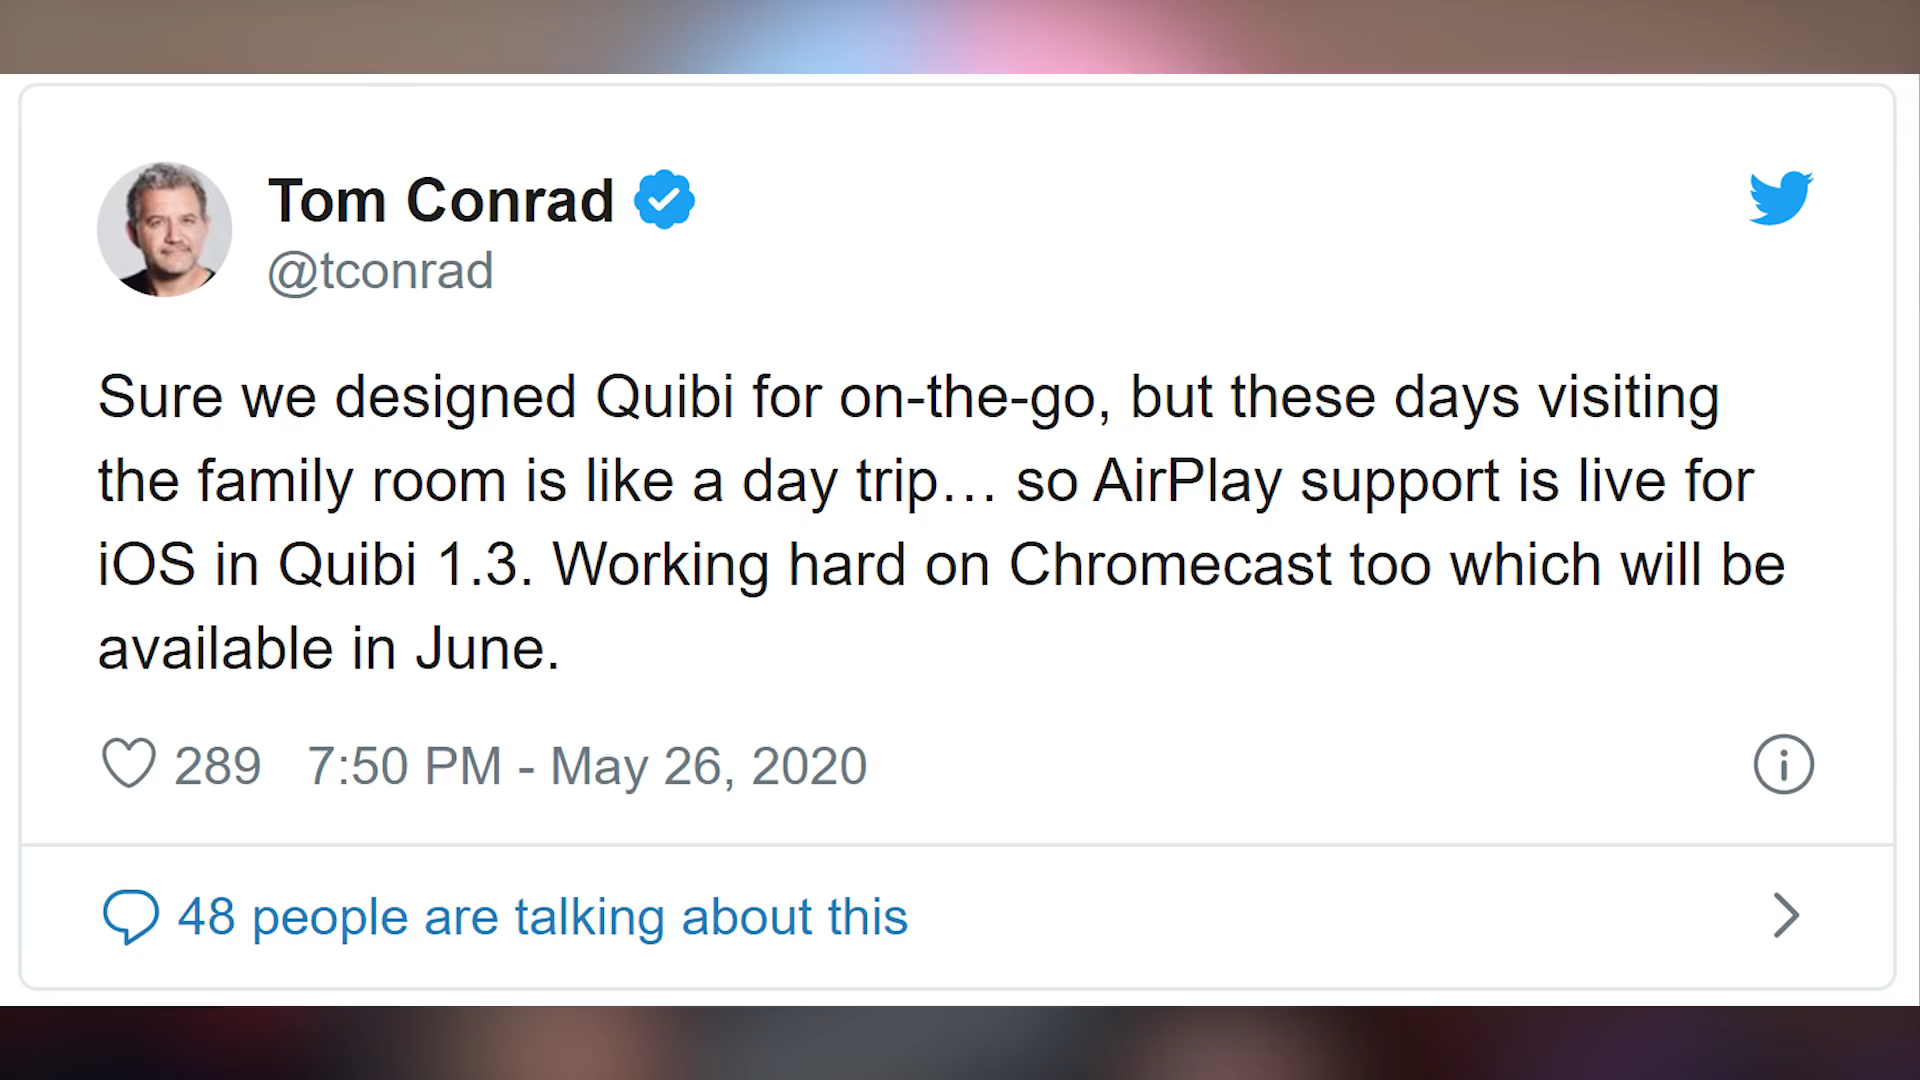 Tom Conrad
@tconrad
Sure we designed Quibi for on-the-go, but these days visiting
the family room is like a day trip… so AirPlay support is live for
iOS in Quibi 1.3. Working hard on Chromecast too which will be
available in June.
289 7:50 PM - May 26, 2020
48 people are talking about this